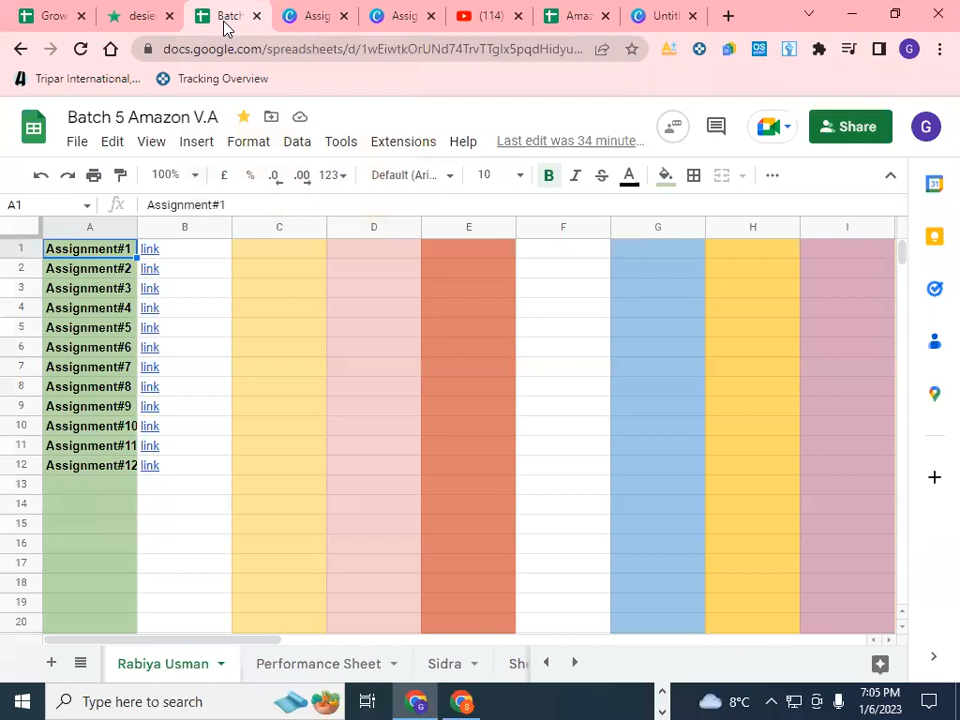 Grow
desie
Batch
Assig
Assig
(114)
Amaz
Untitl
docs.google.com/spreadsheets/d/1wEiwtkOrUNd74TrvTTglx5pqdHidyu...
G
Tripar International,...
Tracking Overview
Batch 5 Amazon V.A
Share
G
File Edit View Insert Format Data Tools Extensions Help Last edit was 34 minute...
100% £ % .0 .00 123 Default (Ari... 10 B I S A
A1 fx Assignment#1
A B C D E F G H I
1 Assignment#1 link
2 Assignment#2 link
3 Assignment#3 link
4 Assignment#4 link
5 Assignment#5 link
6 Assignment#6 link
7 Assignment#7 link
8 Assignment#8 link
9 Assignment#9 link
10 Assignment#10 link
11 Assignment#11 link
12 Assignment#12 link
13
14
15
16
17
18
19
20
Rabiya Usman Performance Sheet Sidra Sh
Type here to search
8°C
7:05 PM
1/6/2023